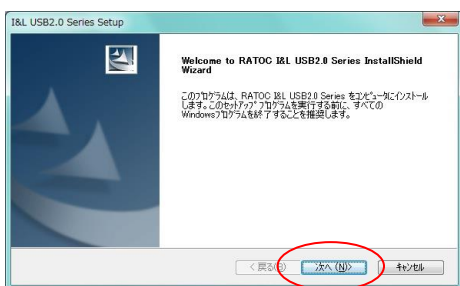 I&L USB2.0 Series Setup
Welcome to RATOC I&L USB2.0 Series InstallShield
Wizard
このプログラムは、RATOC I&L USB2.0 Series をコンピュータにインストール
します。このセットアップ プログラムを実行する前に、すべての
Windowsプログラムを終了することを推奨します。
< 戻る(B) 次へ(N)> キャンセル